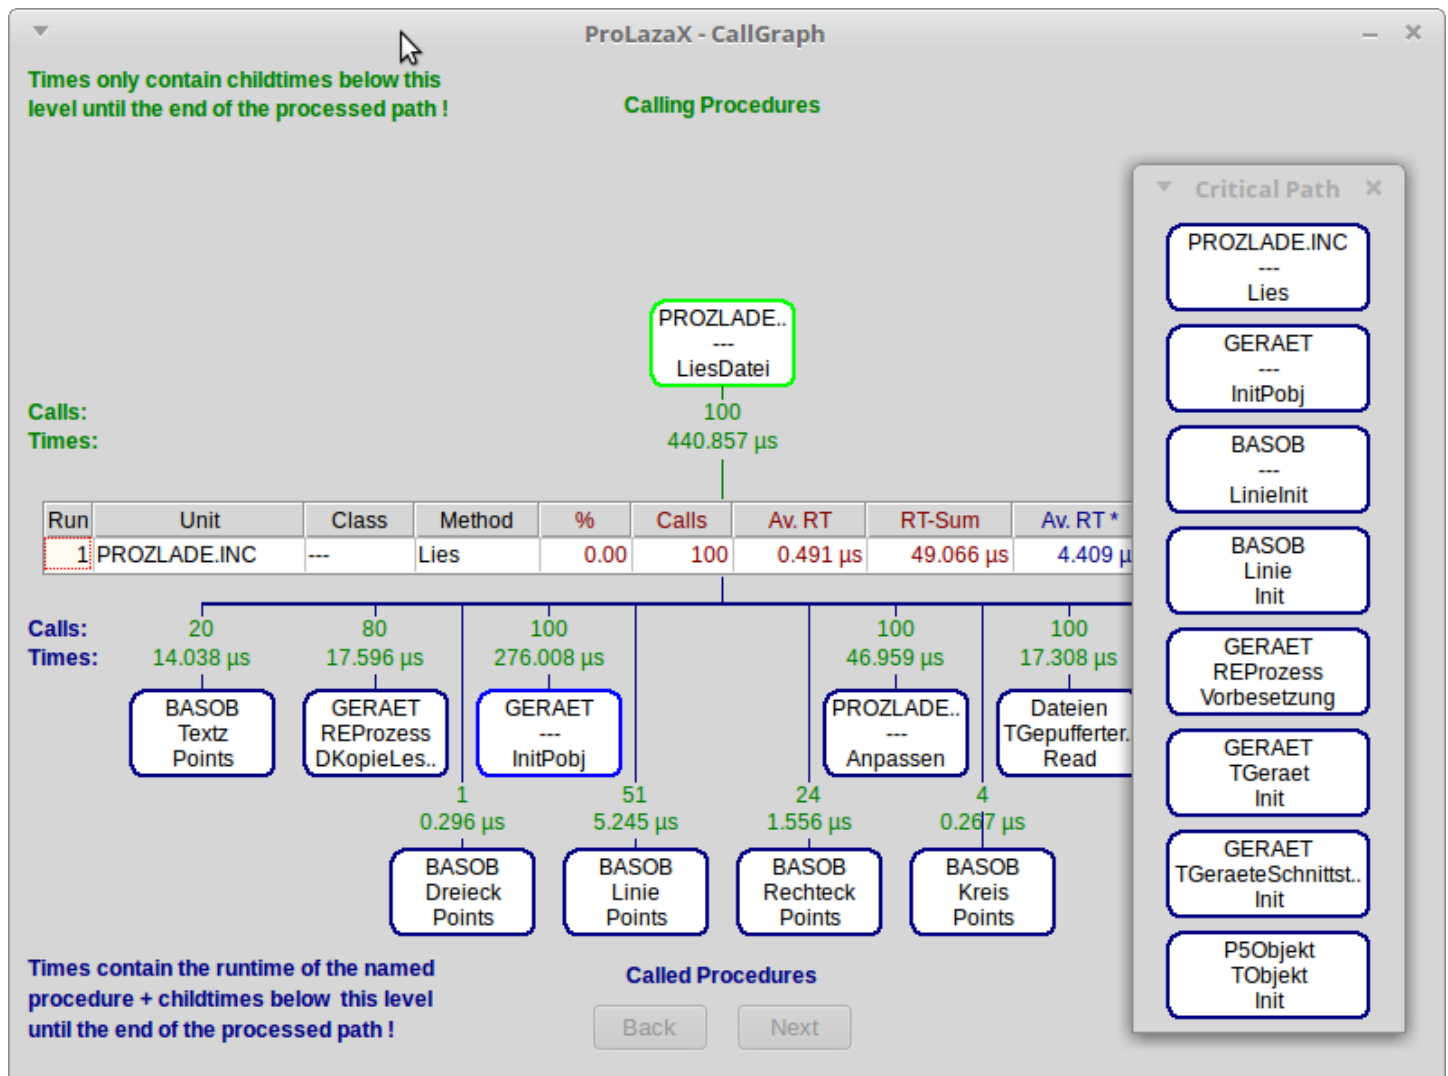 ProLazaX - CallGraph
Times only contain childtimes below this
level until the end of the processed path !
Calling Procedures
Critical Path
PROZLADE.INC
---
Lies
GERAET
---
InitPobj
BASOB
---
LinieInit
BASOB
Linie
Init
GERAET
REProzess
Vorbesetzung
GERAET
TGeraet
Init
GERAET
TGeraeteSchnittst..
Init
P5Objekt
TObjekt
Init
PROZLADE..
---
LiesDatei
Calls: 100
Times: 440.857 µs
Run Unit Class Method % Calls Av. RT RT-Sum Av. RT *
1 PROZLADE.INC --- Lies 0.00 100 0.491 µs 49.066 µs 4.409 µ
Calls: 20 80 100 100 100
Times: 14.038 µs 17.596 µs 276.008 µs 46.959 µs 17.308 µs
BASOB GERAET GERAET PROZLADE.. Dateien
Textz REProzess --- --- TGepufferter.
Points DKopieLes.. InitPobj Anpassen Read
1 51 24 4
0.296 µs 5.245 µs 1.556 µs 0.267 µs
BASOB BASOB BASOB BASOB
Dreieck Linie Rechteck Kreis
Points Points Points Points
Times contain the runtime of the named
procedure + childtimes below this level
until the end of the processed path !
Called Procedures
Back Next